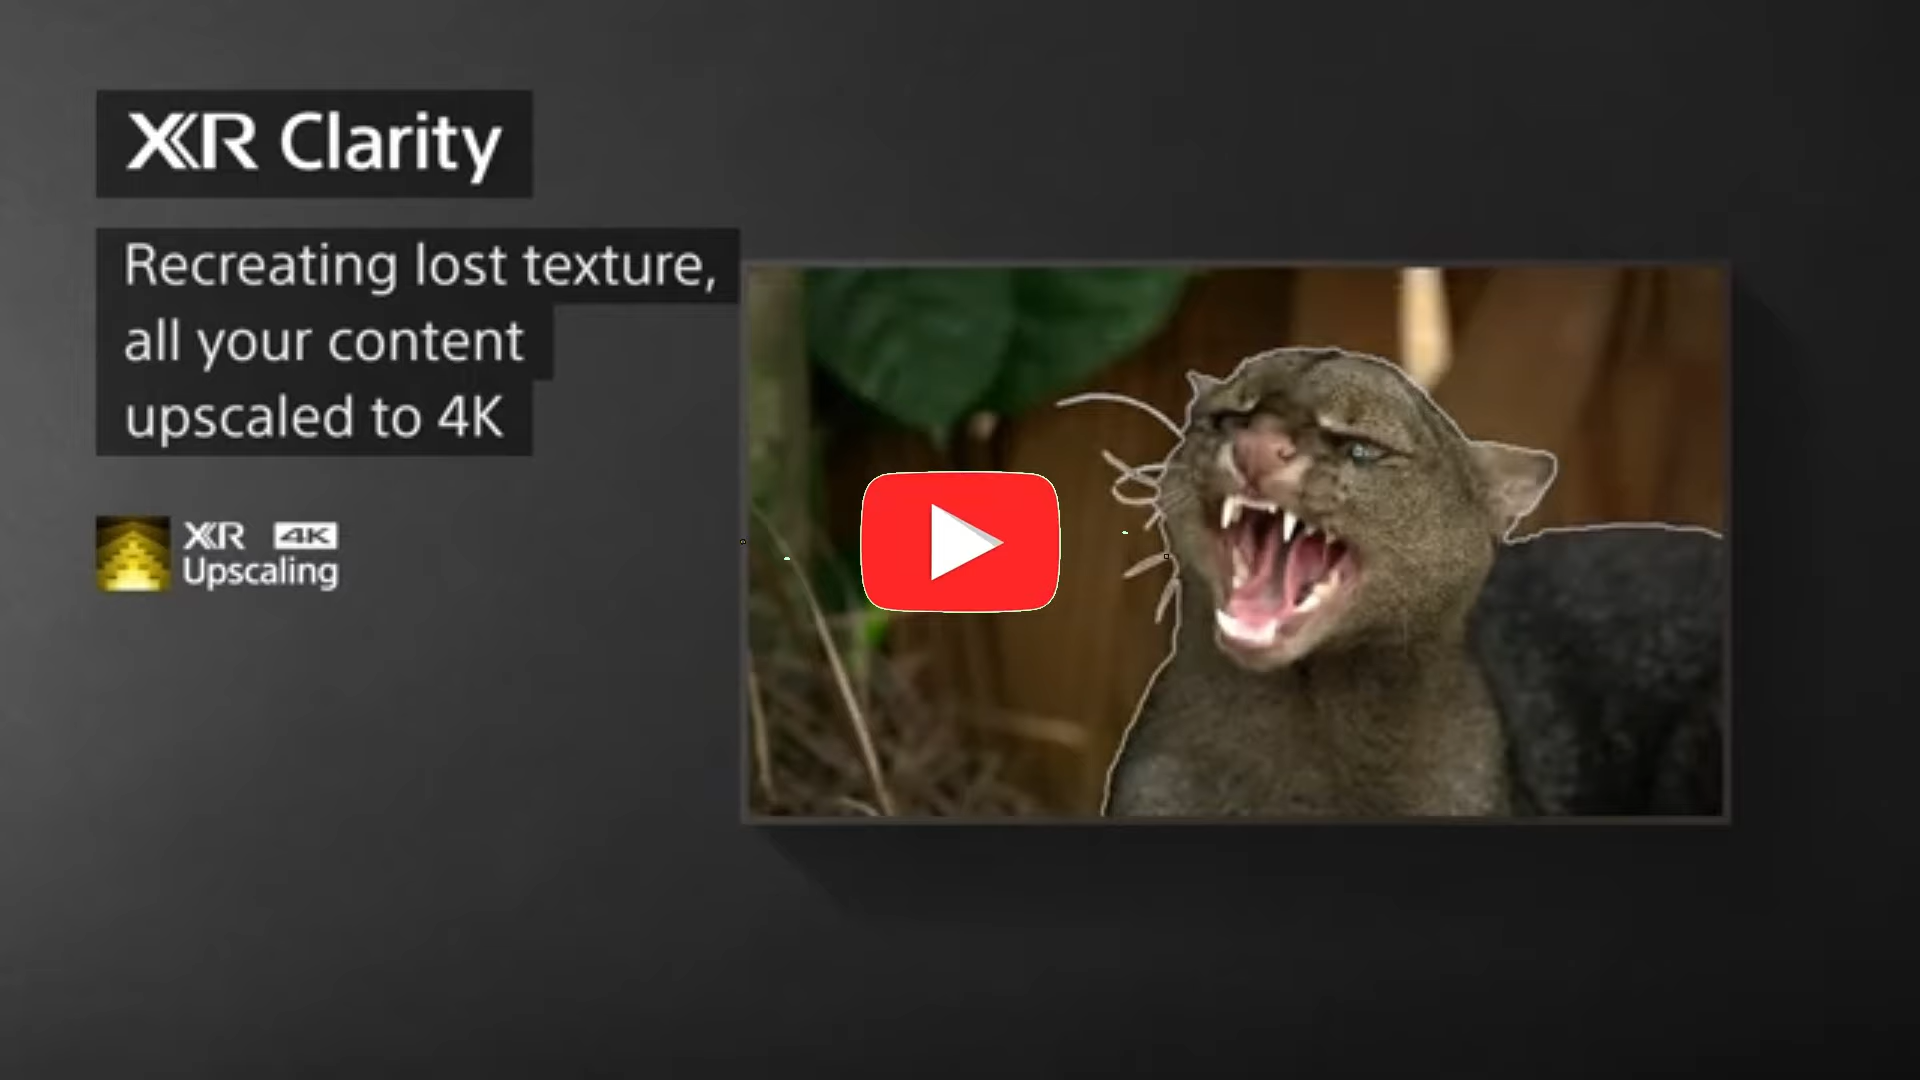 XR Clarity
Recreating lost texture,
all your content
upscaled to 4K
XR 4K
Upscaling